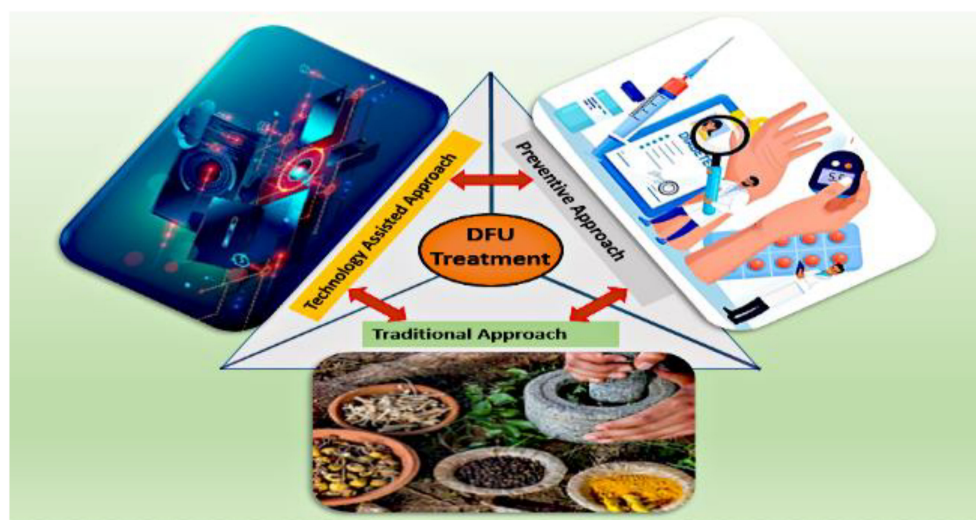 Technology Assisted Approach
Preventive Approach
DFU
Treatment
Traditional Approach